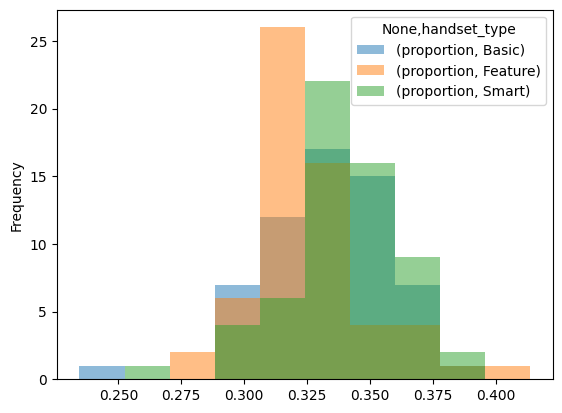 None,handset_type
(proportion, Basic)
(proportion, Feature)
(proportion, Smart)
Frequency
25
20
15
10
5
0
0.250 0.275 0.300 0.325 0.350 0.375 0.400